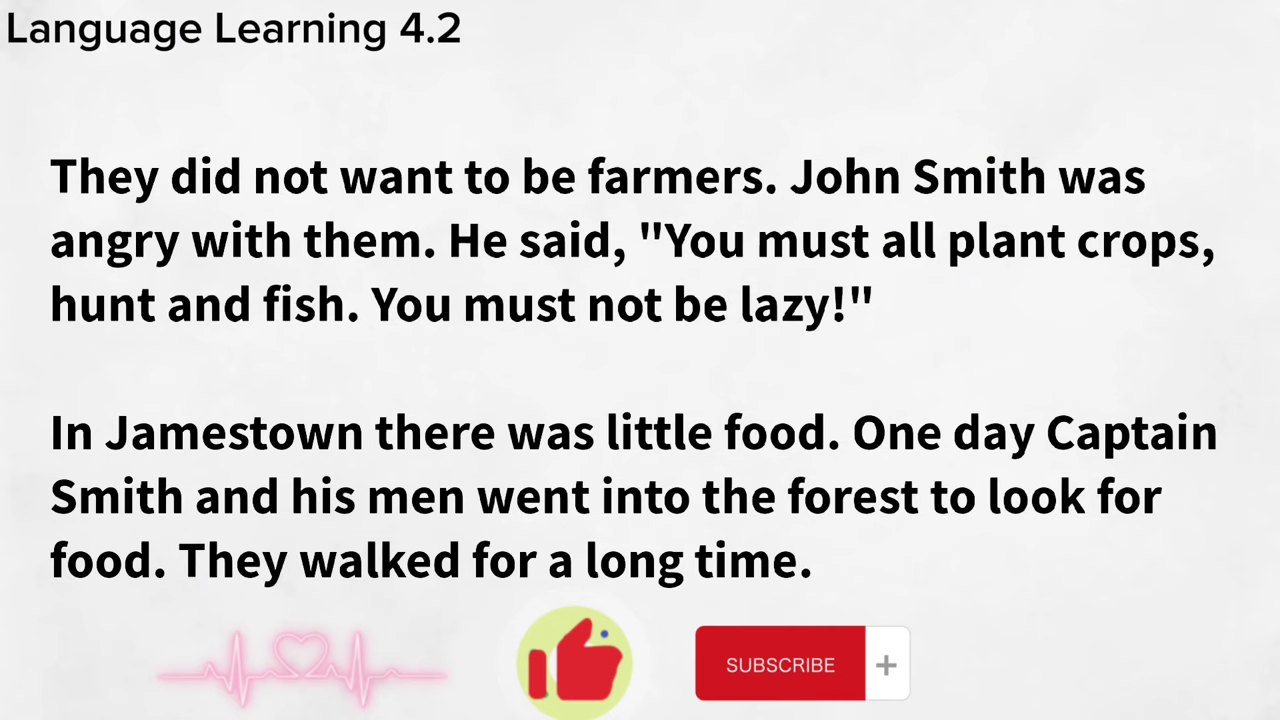 Language Learning 4.2
They did not want to be farmers. John Smith was
angry with them. He said, "You must all plant crops,
hunt and fish. You must not be lazy!"
In Jamestown there was little food. One day Captain
Smith and his men went into the forest to look for
food. They walked for a long time.
SUBSCRIBE +